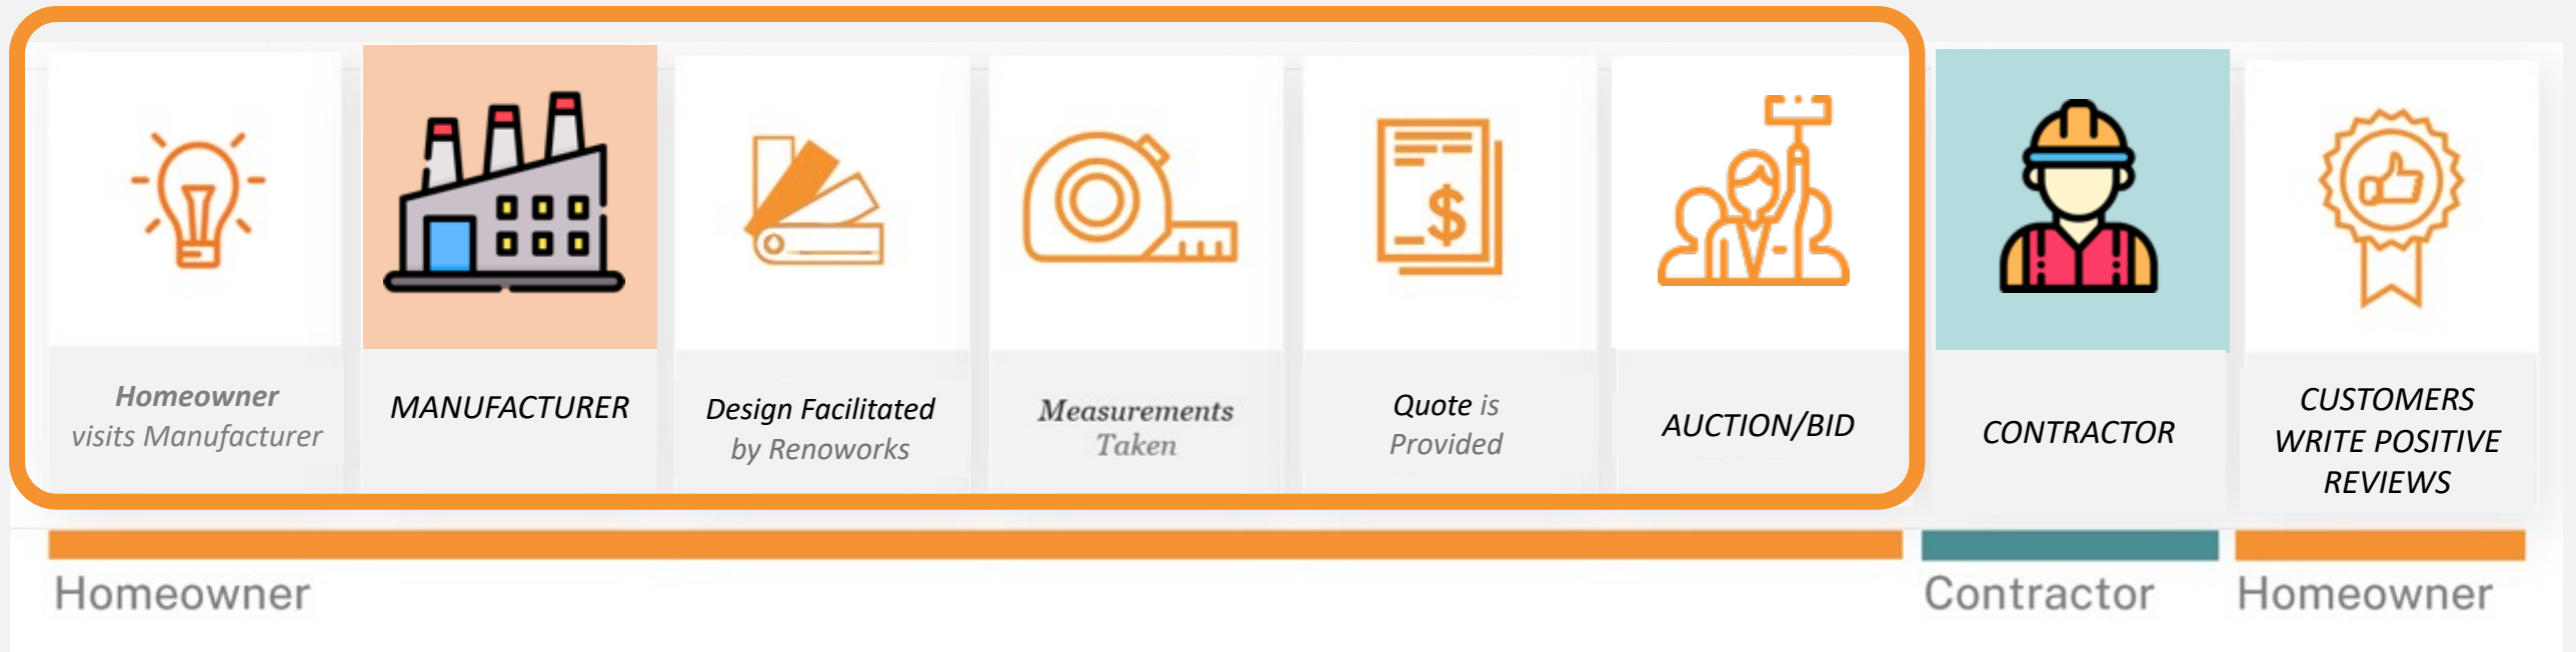 Homeowner
visits Manufacturer
MANUFACTURER
Design Facilitated
by Renoworks
Measurements
Taken
$
Quote is
Provided
AUCTION/BID
CONTRACTOR
CUSTOMERS
WRITE POSITIVE
REVIEWS
Homeowner
Contractor
Homeowner